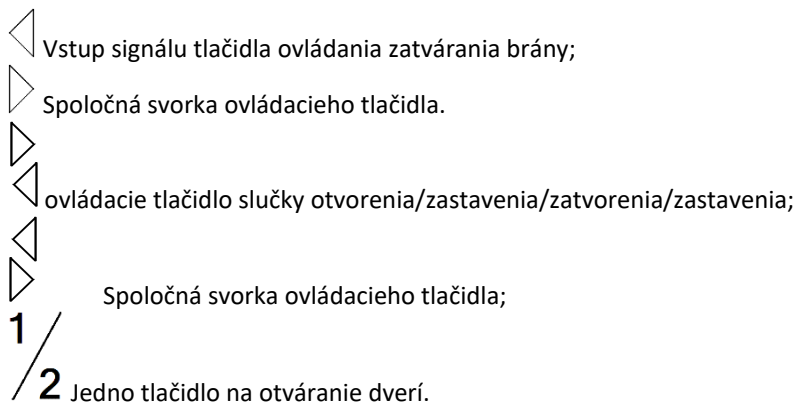 Vstup signálu tlačidla ovládania zatvárania brány;
Spoločná svorka ovládacieho tlačidla.
ovládacie tlačidlo slučky otvorenia/zastavenia/zatvorenia/zastavenia;
Spoločná svorka ovládacieho tlačidla;
1/2 Jedno tlačidlo na otváranie dverí.